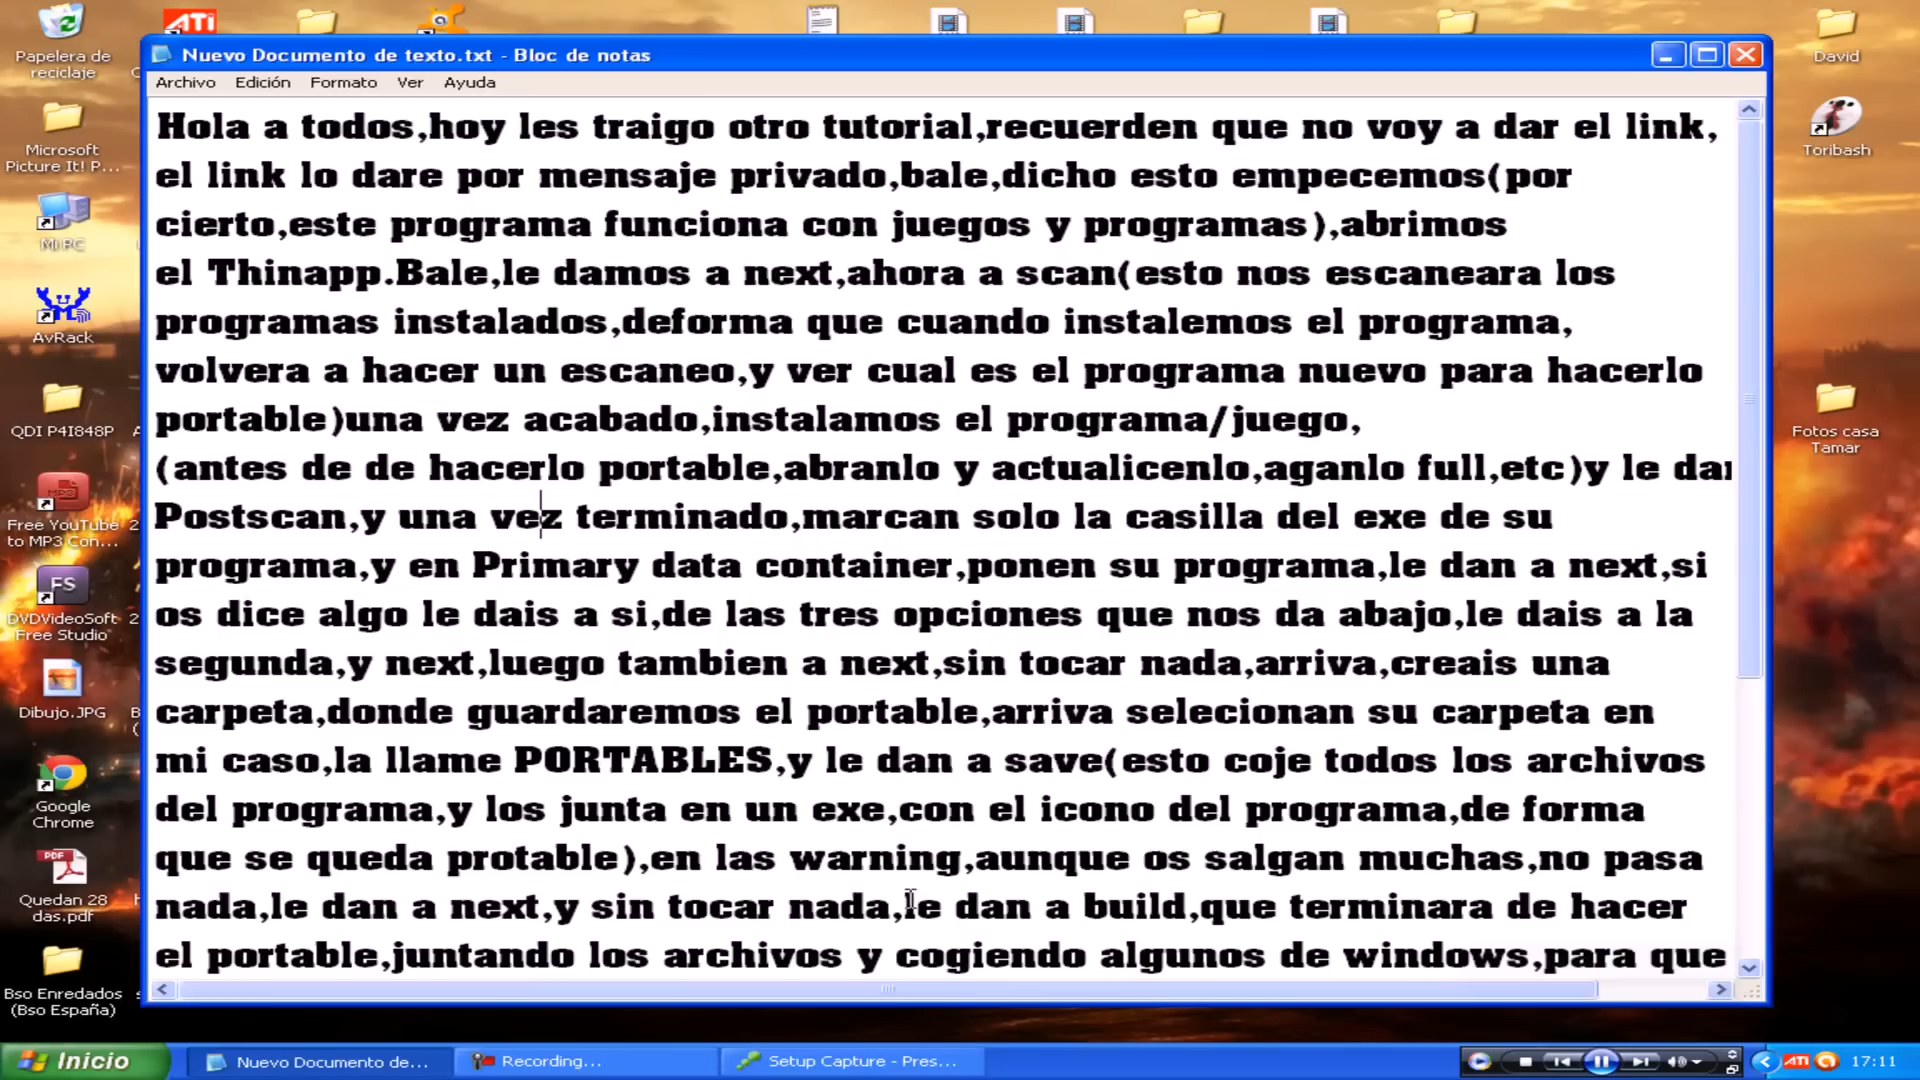 Papelera de reciclaje
Microsoft Picture It! P...
Mi PC
AvRack
QDI P4I848P
Free YouTube to MP3 Con...
DVDVideoSoft Free Studio
Dibujo.JPG
Google Chrome
Quedan 28 das.pdf
Bso Enredados (Bso España)
ATi
David
Toribash
Fotos casa Tamar
Nuevo Documento de texto.txt - Bloc de notas
Archivo Edición Formato Ver Ayuda
Hola a todos,hoy les traigo otro tutorial,recuerden que no voy a dar el link,
el link lo dare por mensaje privado,bale,dicho esto empecemos(por
cierto,este programa funciona con juegos y programas),abrimos
el Thinapp.Bale,le damos a next,ahora a scan(esto nos escaneara los
programas instalados,deforma que cuando instalemos el programa,
volvera a hacer un escaneo,y ver cual es el programa nuevo para hacerlo
portable)una vez acabado,instalamos el programa/juego,
(antes de de hacerlo portable,abranlo y actualicenlo,aganlo full,etc)y le
Postscan,y una vez terminado,marcan solo la casilla del exe de su
programa,y en Primary data container,ponen su programa,le dan a next,si
os dice algo le dais a si,de las tres opciones que nos da abajo,le dais a la
segunda,y next,luego tambien a next,sin tocar nada,arriva,creais una
carpeta,donde guardaremos el portable,arriva selecionan su carpeta en
mi caso,la llame PORTABLES,y le dan a save(esto coje todos los archivos
del programa,y los junta en un exe,con el icono del programa,de forma
que se queda protable),en las warning,aunque os salgan muchas,no pasa
nada,le dan a next,y sin tocar nada,le dan a build,que terminara de hacer
el portable,juntando los archivos y cogiendo algunos de windows,para que
Inicio
Nuevo Documento de...
Recording...
Setup Capture - Pres...
ATI
17:11